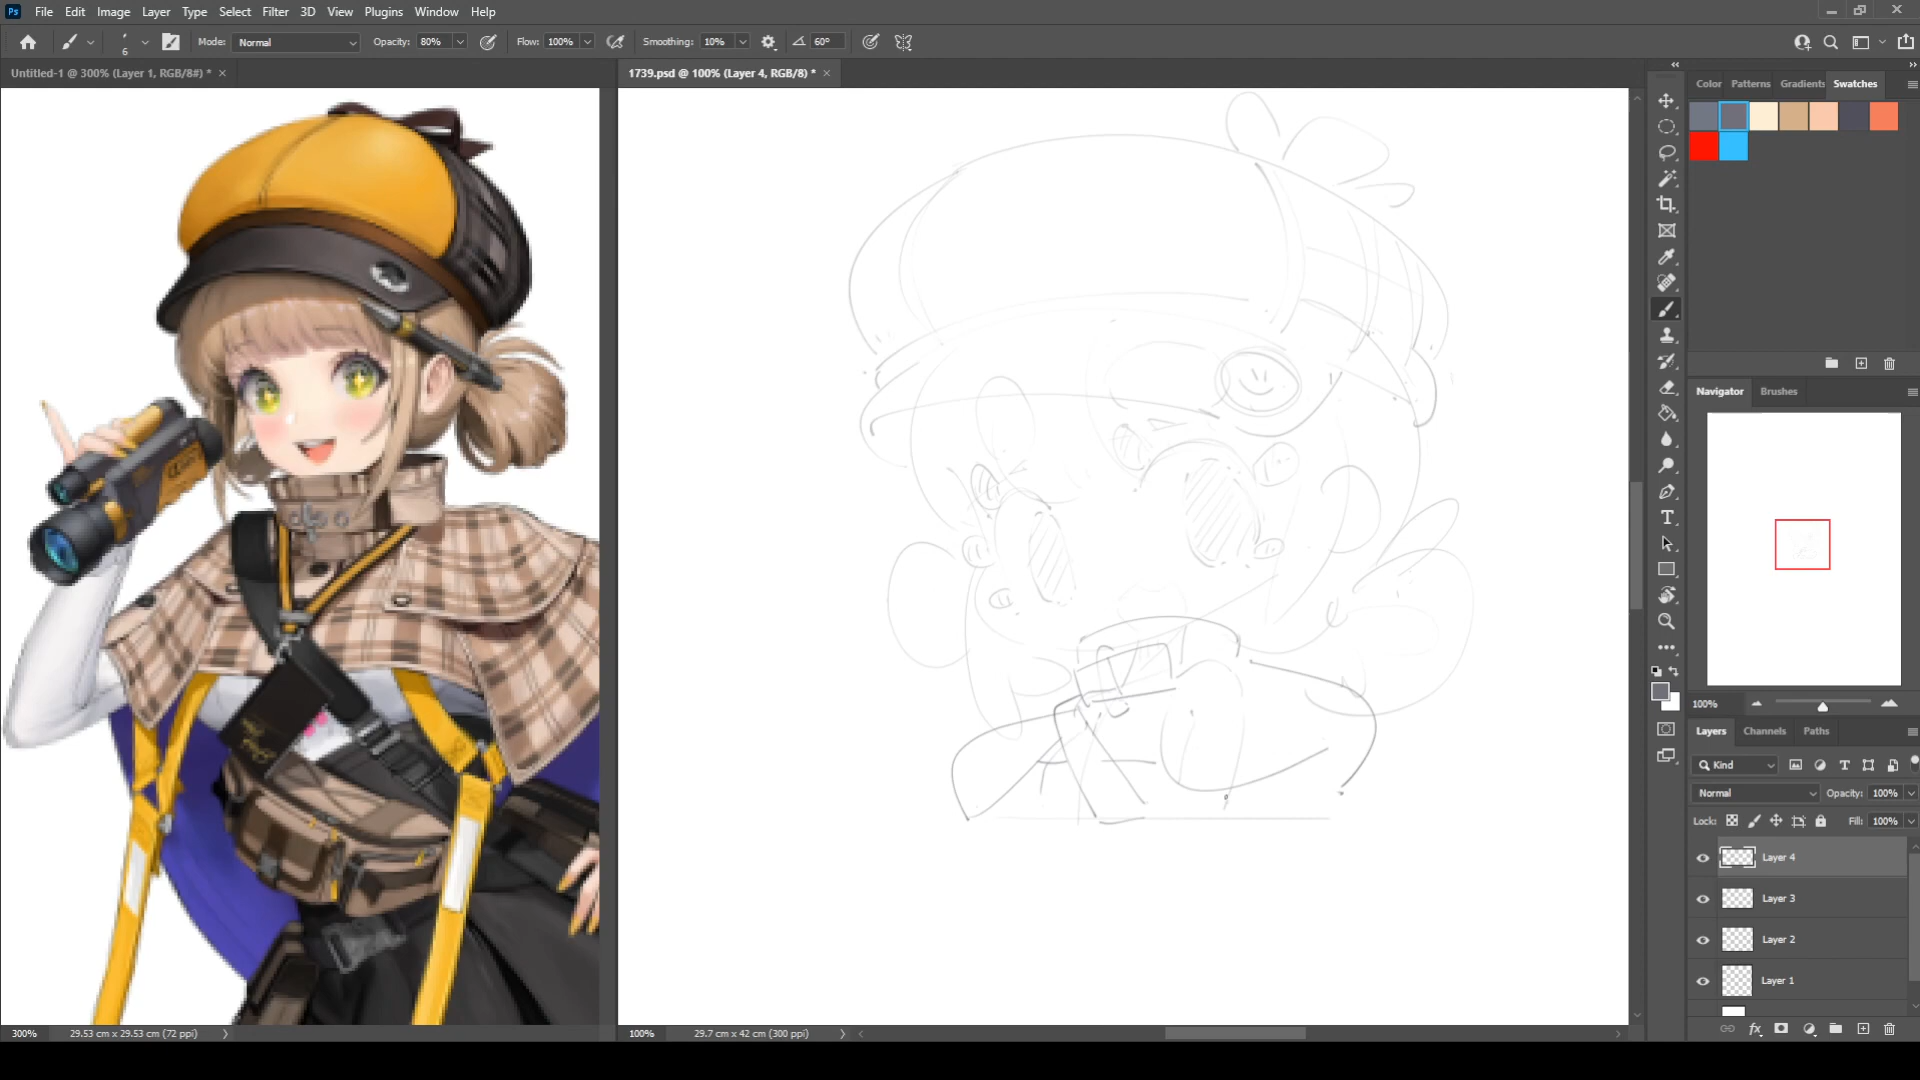 Ps File Edit Image Layer Type Select Filter 3D View Plugins Window Help
6 Mode: Normal Opacity: 80% Flow: 100% Smoothing: 10% 60°
Untitled-1 @ 300% (Layer 1, RGB/8#) * ×
1739.psd @ 100% (Layer 4, RGB/8) * ×
Color Patterns Gradients Swatches
Navigator Brushes
100%
Layers Channels Paths
Kind
Normal Opacity: 100%
Lock: Fill: 100%
Layer 4
Layer 3
Layer 2
Layer 1
300% 29.53 cm x 29.53 cm (72 ppi)
100% 29.7 cm x 42 cm (300 ppi)